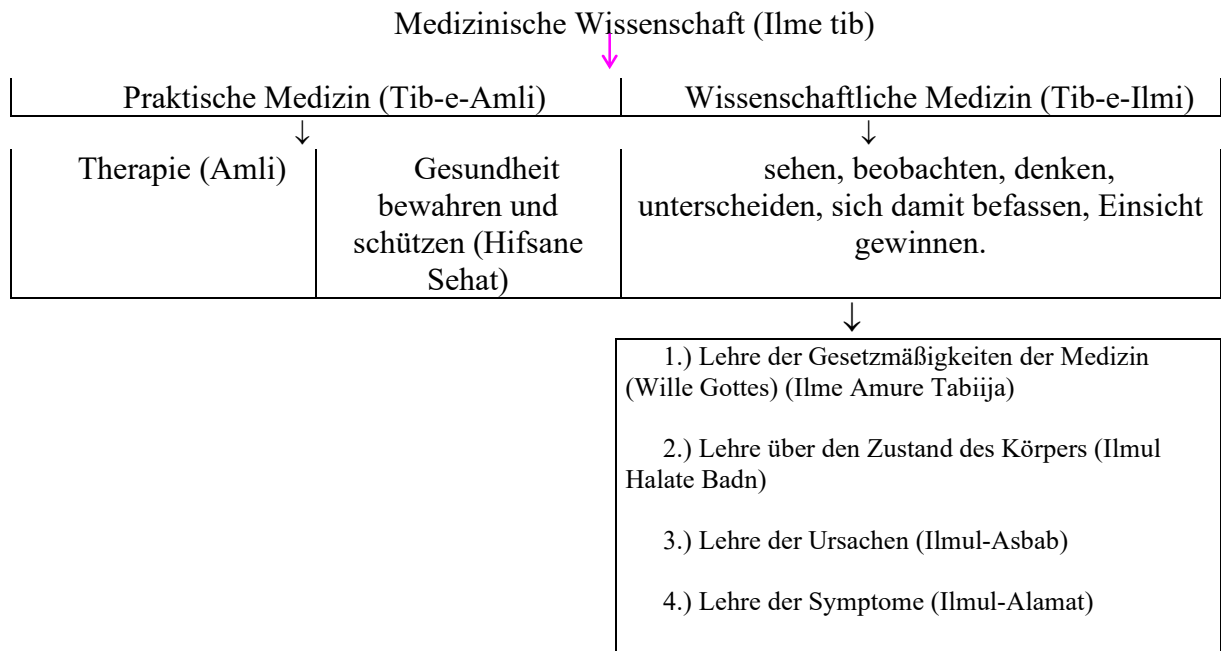 Medizinische Wissenschaft (Ilme tib)
Praktische Medizin (Tib-e-Amli)
Wissenschaftliche Medizin (Tib-e-Ilmi)
Therapie (Amli)
Gesundheit
bewahren und
schützen (Hifsane
Sehat)
sehen, beobachten, denken,
unterscheiden, sich damit befassen, Einsicht
gewinnen.
1.) Lehre der Gesetzmäßigkeiten der Medizin
(Wille Gottes) (Ilme Amure Tabiija)
2.) Lehre über den Zustand des Körpers (Ilmul
Halate Badn)
3.) Lehre der Ursachen (Ilmul-Asbab)
4.) Lehre der Symptome (Ilmul-Alamat)